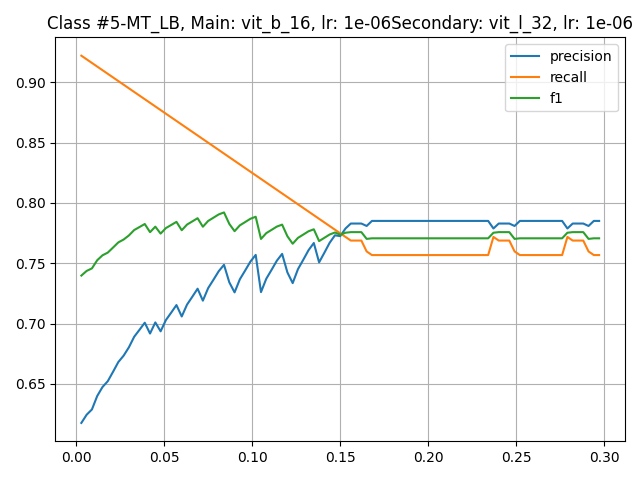 Class #5-MT_LB, Main: vit_b_16, lr: 1e-06Secondary: vit_l_32, lr: 1e-06
precision
recall
f1
0.90
0.85
0.80
0.75
0.70
0.65
0.00 0.05 0.10 0.15 0.20 0.25 0.30